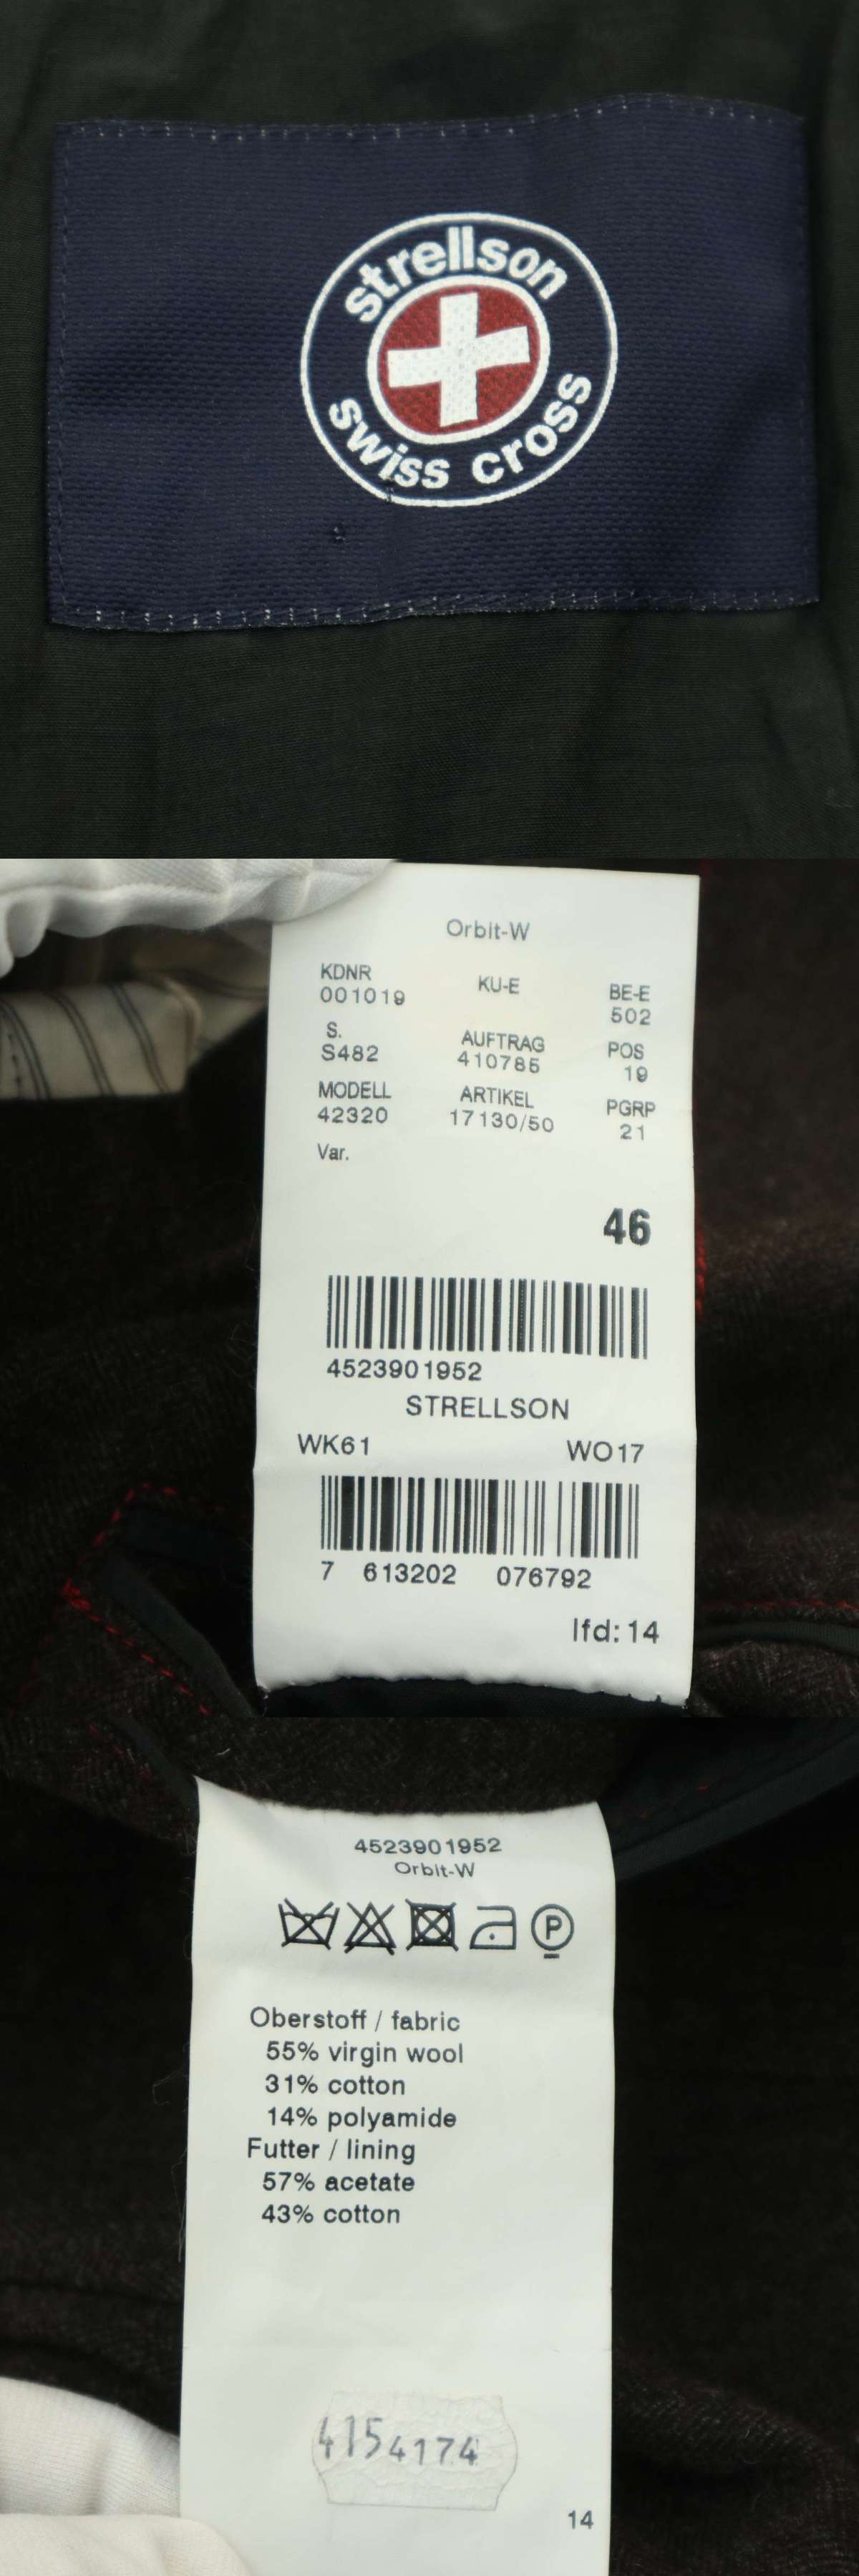 strellson
swiss cross
Orbit-W
KDNR KU-E BE-E
001019 502
S. AUFTRAG POS
S482 410785 19
MODELL ARTIKEL PGRP
42320 17130/50 21
Var.
46
4523901952
STRELLSON
WK61 WO17
7 613202 076792
lfd: 14
4523901952
Orbit-W
P
Oberstoff / fabric
55% virgin wool
31% cotton
14% polyamide
Futter / lining
57% acetate
43% cotton
4154174
14